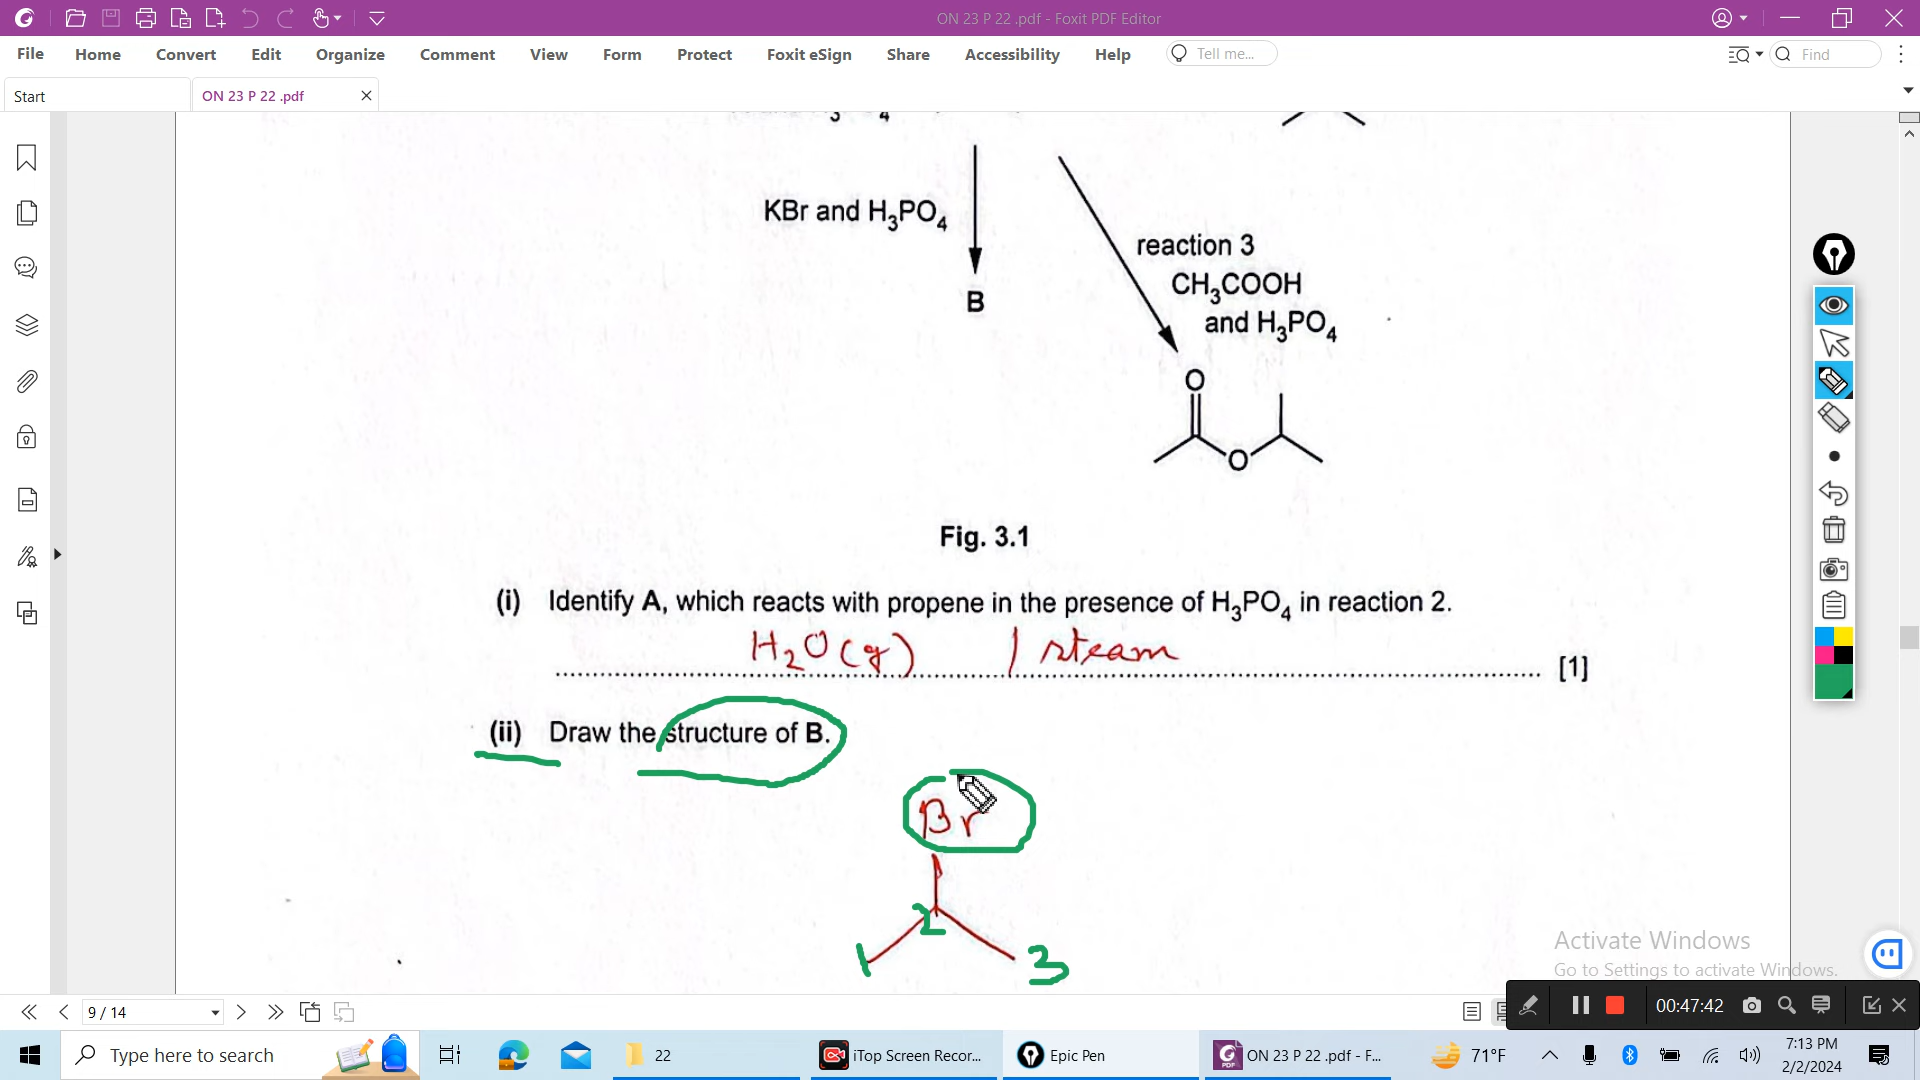 ON 23 P 22 .pdf - Foxit PDF Editor
File Home Convert Edit Organize Comment View Form Protect Foxit eSign Share Accessibility Help Tell me... Find
Start ON 23 P 22 .pdf
3 4
KBr and H3PO4
reaction 3
CH3COOH
and H3PO4
B
O
O
Fig. 3.1
(i) Identify A, which reacts with propene in the presence of H3PO4 in reaction 2.
H2O(g) / steam
[1]
(ii) Draw the structure of B.
Br
2
1 3
Activate Windows
Go to Settings to activate Windows.
9 / 14
00:47:42
Type here to search
22
iTop Screen Recor...
Epic Pen
ON 23 P 22 .pdf - F...
71°F
7:13 PM
2/2/2024